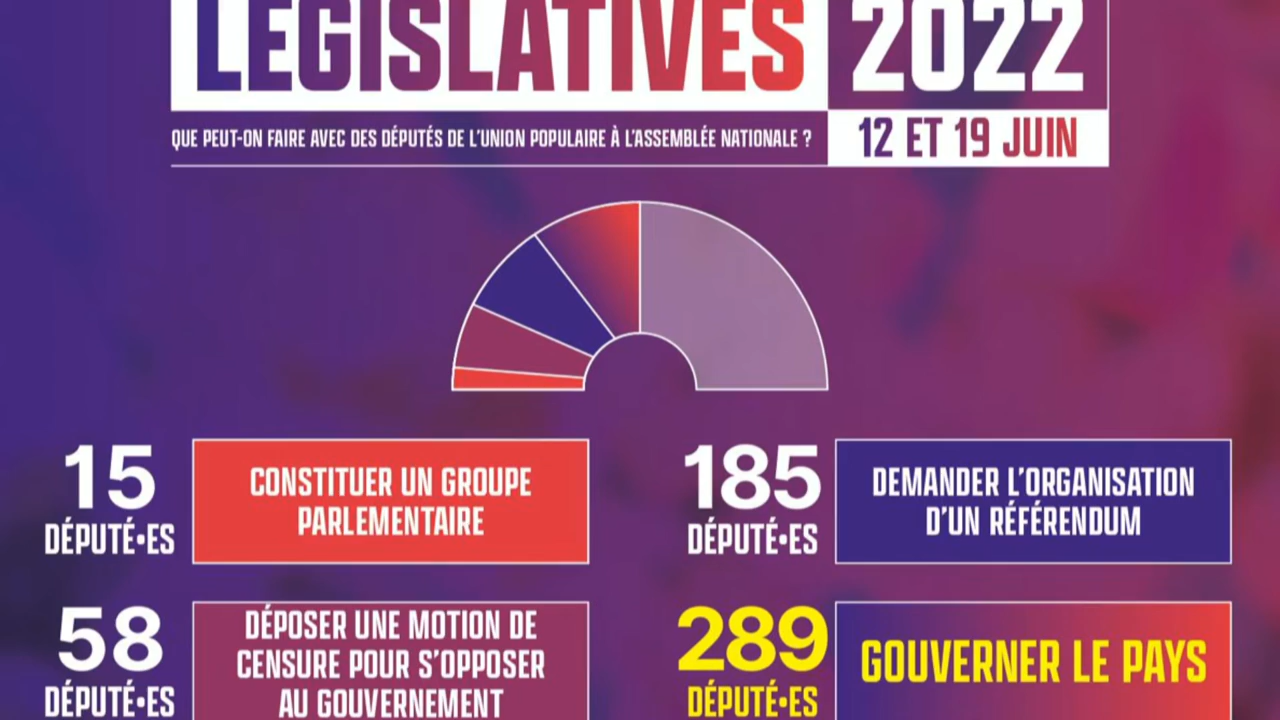 LÉGISLATIVES
2022
QUE PEUT-ON FAIRE AVEC DES DÉPUTÉS DE L'UNION POPULAIRE À L'ASSEMBLÉE NATIONALE ?
12 ET 19 JUIN
15
DÉPUTÉ•ES
CONSTITUER UN GROUPE
PARLEMENTAIRE
185
DÉPUTÉ•ES
DEMANDER L'ORGANISATION
D'UN RÉFÉRENDUM
58
DÉPUTÉ•ES
DÉPOSER UNE MOTION DE
CENSURE POUR S'OPPOSER
AU GOUVERNEMENT
289
DÉPUTÉ•ES
GOUVERNER LE PAYS